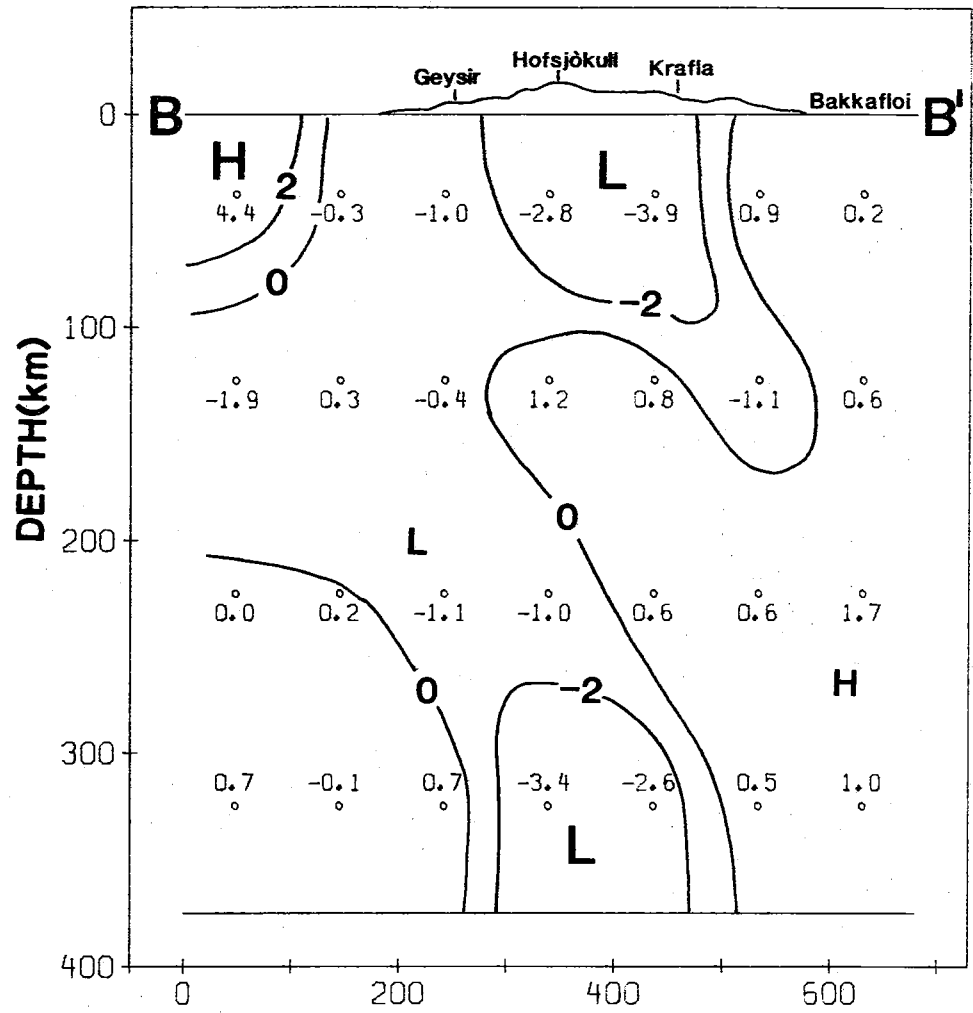 Hofsjòkull
Geysir Krafla
Bakkafloi
0 B B'
H L
2
4.4 -0.3 -1.0 -2.8 -3.9 0.9 0.2
0 -2
100
-1.9 0.3 -0.4 1.2 0.8 -1.1 0.6
DEPTH(km)
0
200 L
0.0 0.2 -1.1 -1.0 0.6 0.6 1.7
0 -2 H
300
0.7 -0.1 0.7 -3.4 -2.6 0.5 1.0
L
400
0 200 400 600